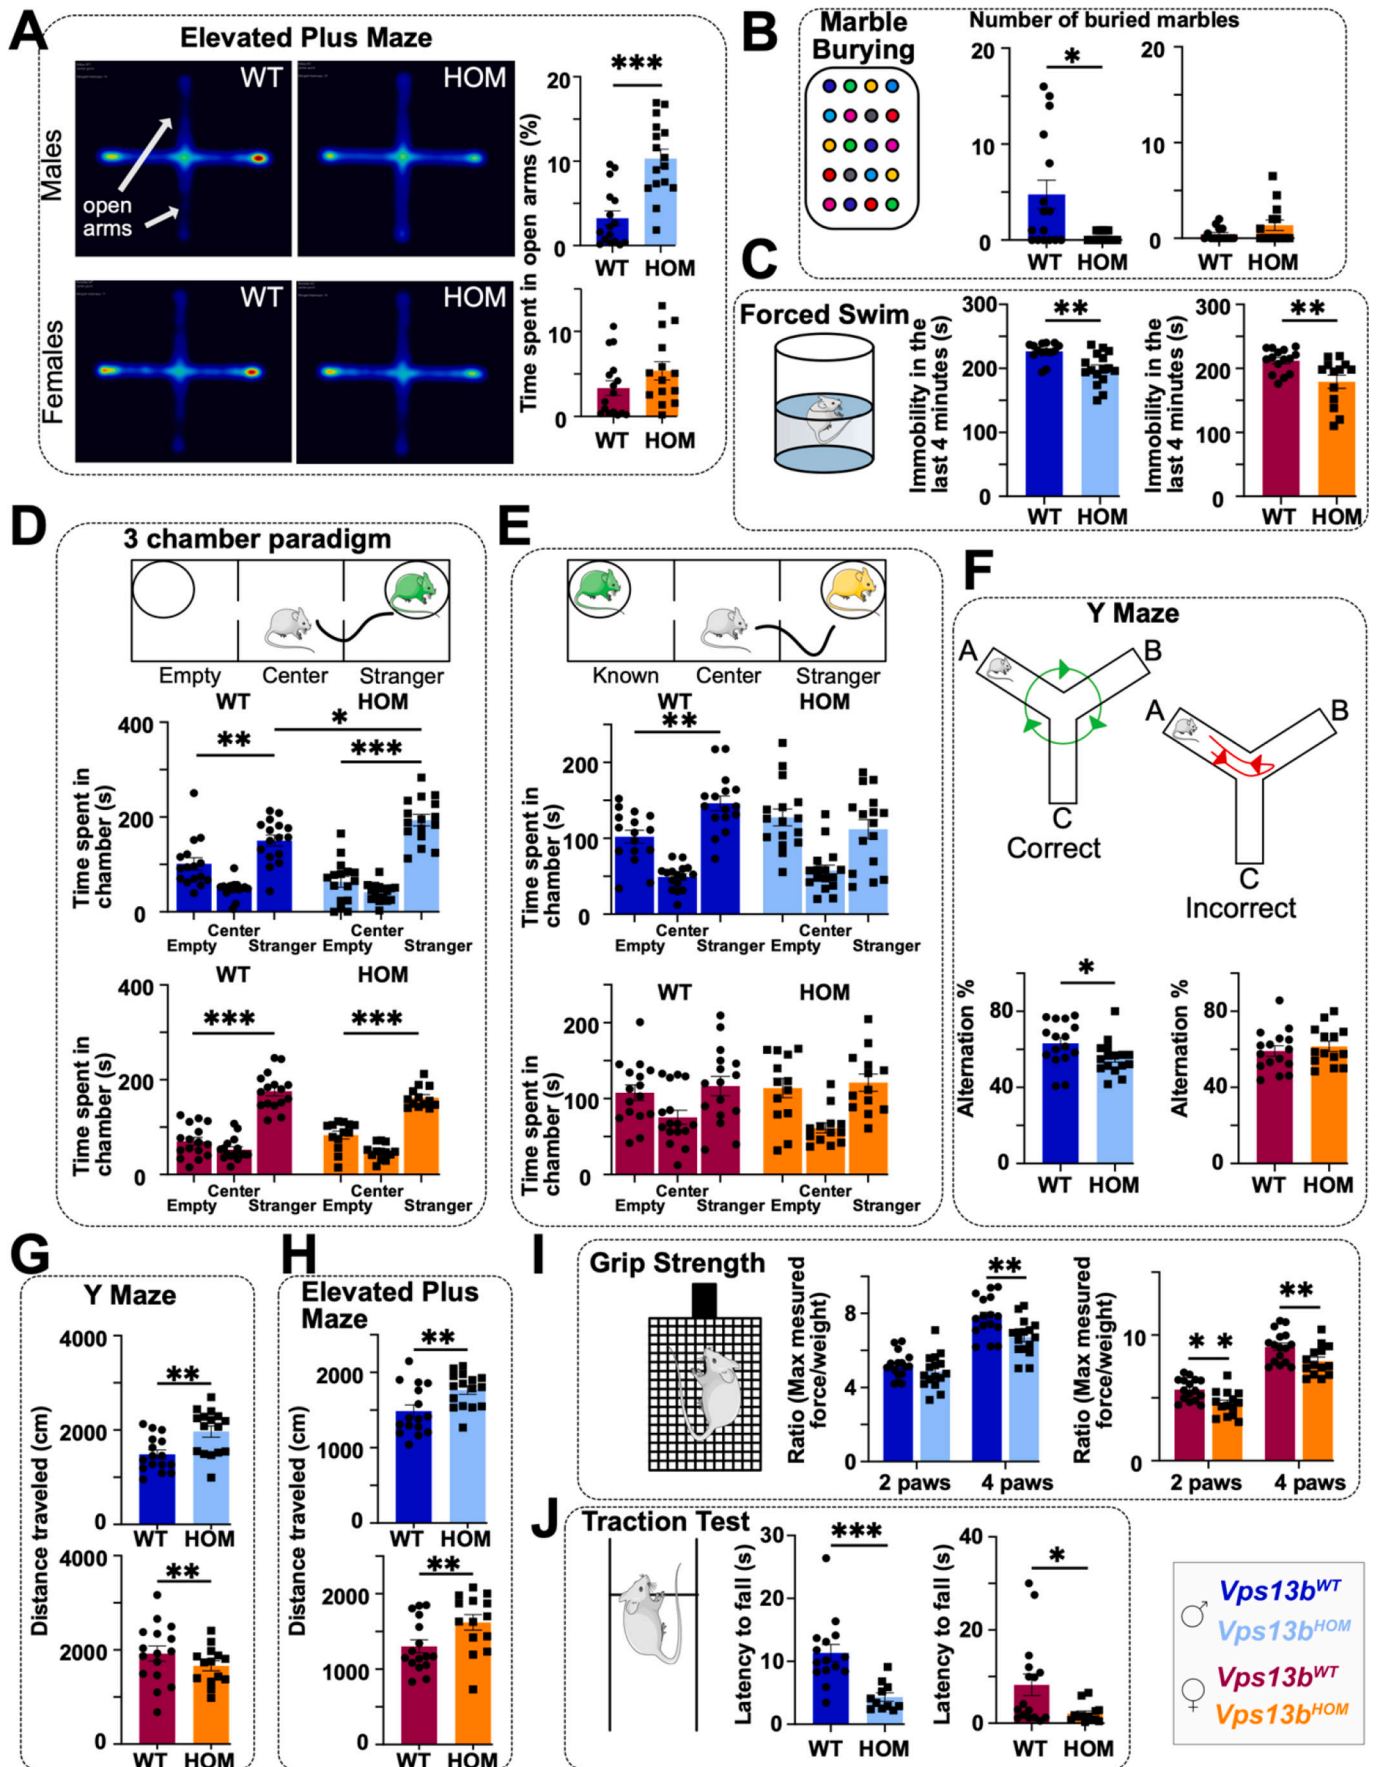 A
Elevated Plus Maze
Males
WT
HOM
open
arms
Females
WT
HOM
Time spent in open arms (%)
***
20
10
0
WT HOM
10
0
WT HOM
B
Marble
Burying
Number of buried marbles
*
20
10
0
WT HOM
20
10
0
WT HOM
C
Forced Swim
Immobility in the
last 4 minutes (s)
**
300
200
100
0
WT HOM
Immobility in the
last 4 minutes (s)
**
300
200
100
0
WT HOM
D
3 chamber paradigm
Empty Center Stranger
WT HOM
Time spent in
chamber (s)
400
200
0
** * ***
Center Center
Empty Stranger Empty Stranger
WT HOM
Time spent in
chamber (s)
400
200
0
*** ***
Center Center
Empty Stranger Empty Stranger
E
Known Center Stranger
WT HOM
Time spent in
chamber (s)
**
200
100
0
Center Center
Empty Stranger Empty Stranger
WT HOM
Time spent in
chamber (s)
200
100
0
Center Center
Empty Stranger Empty Stranger
F
Y Maze
A B
C
Correct
A B
C
Incorrect
Alternation %
*
80
40
0
WT HOM
Alternation %
80
40
0
WT HOM
G
Y Maze
Distance traveled (cm)
4000
2000
0
**
WT HOM
4000
2000
0
**
WT HOM
H
Elevated Plus
Maze
Distance traveled (cm)
**
2000
1000
0
WT HOM
**
2000
1000
0
WT HOM
I
Grip Strength
Ratio (Max mesured
force/weight)
**
8
4
0
2 paws 4 paws
Ratio (Max mesured
force/weight)
* * **
10
0
2 paws 4 paws
J
Traction Test
Latency to fall (s)
***
30
20
10
0
WT HOM
Latency to fall (s)
*
40
20
0
WT HOM
♂ Vps13bWT
Vps13bHOM
♀ Vps13bWT
Vps13bHOM